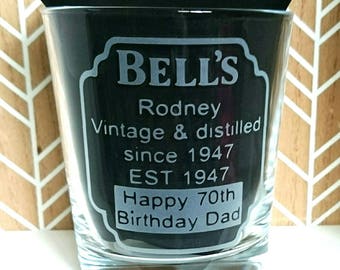 BELL'S
Rodney
Vintage & distilled
since 1947
EST 1947
Happy 70th
Birthday Dad